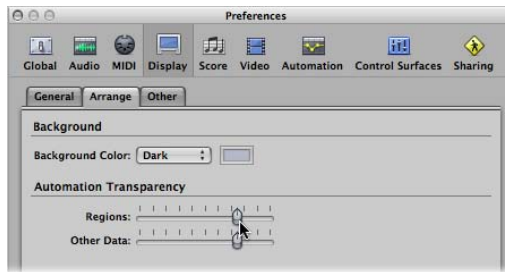 Preferences
Global Audio MIDI Display Score Video Automation Control Surfaces Sharing
General Arrange Other
Background
Background Color: Dark
Automation Transparency
Regions:
Other Data: